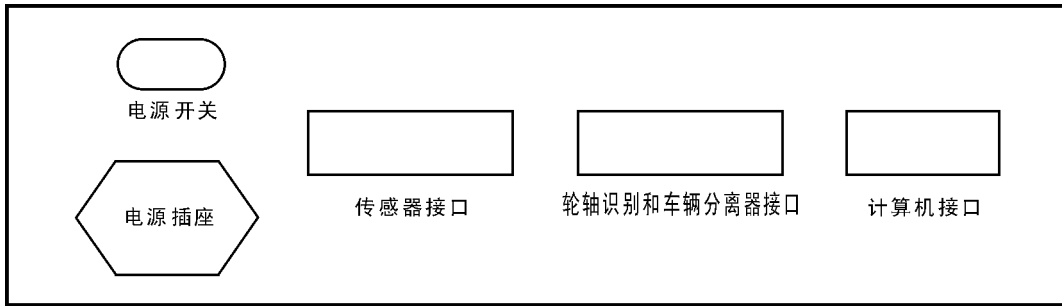 电源开关
电源插座
传感器接口
轮轴识别和车辆分离器接口
计算机接口